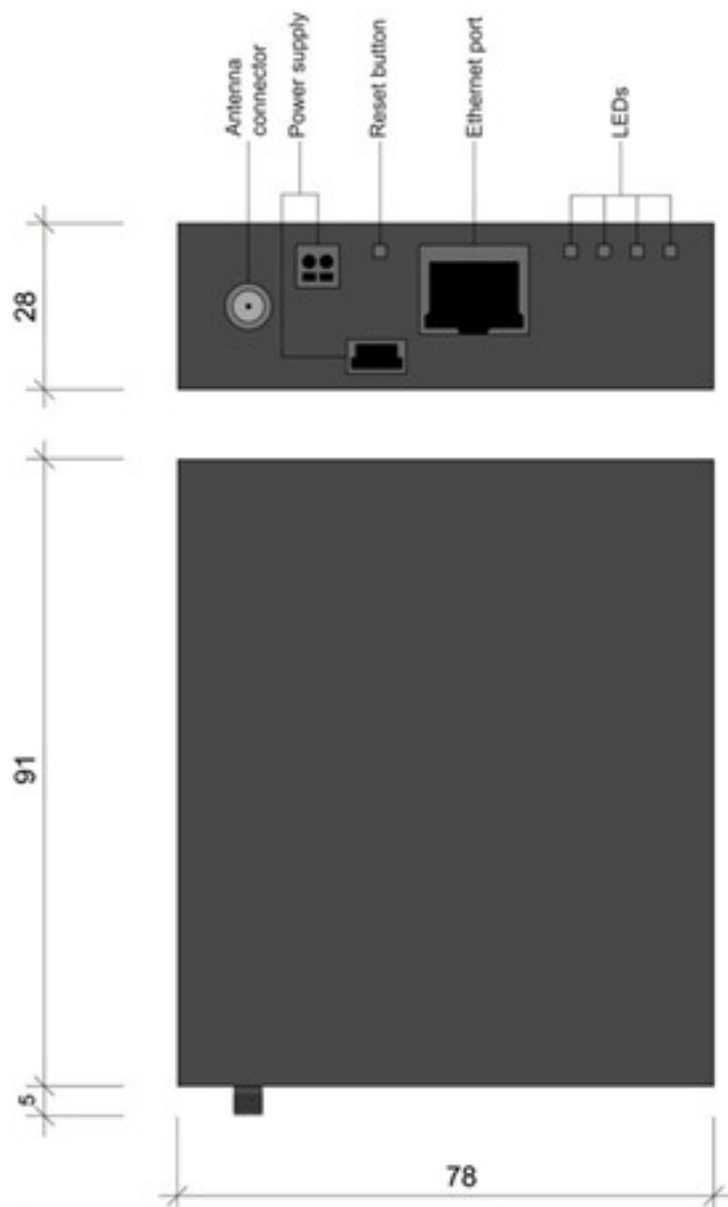 Antenna
connector
Power supply
Reset button
Ethernet port
LEDs
28
91
5
78